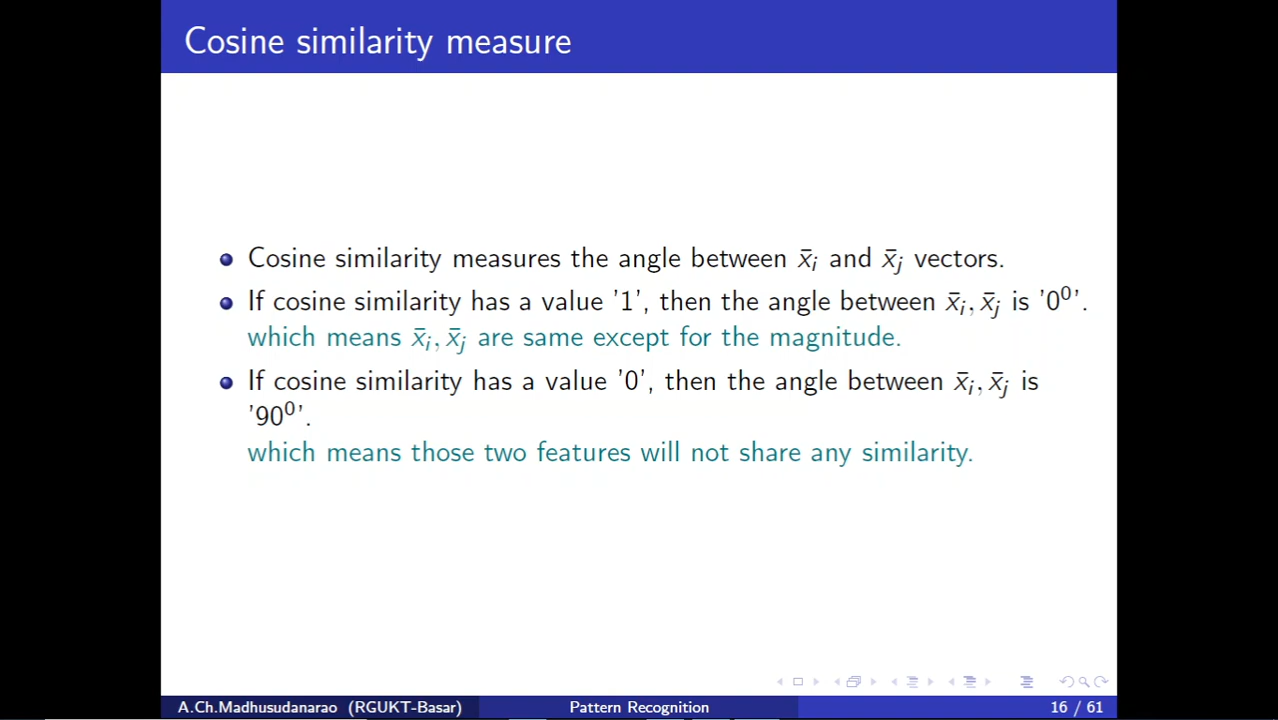 Cosine similarity measure
Cosine similarity measures the angle between x̄ᵢ and x̄ⱼ vectors.
If cosine similarity has a value '1', then the angle between x̄ᵢ, x̄ⱼ is '0⁰'.
which means x̄ᵢ, x̄ⱼ are same except for the magnitude.
If cosine similarity has a value '0', then the angle between x̄ᵢ, x̄ⱼ is
'90⁰'.
which means those two features will not share any similarity.
A.Ch.Madhusudanarao (RGUKT-Basar) Pattern Recognition 16 / 61